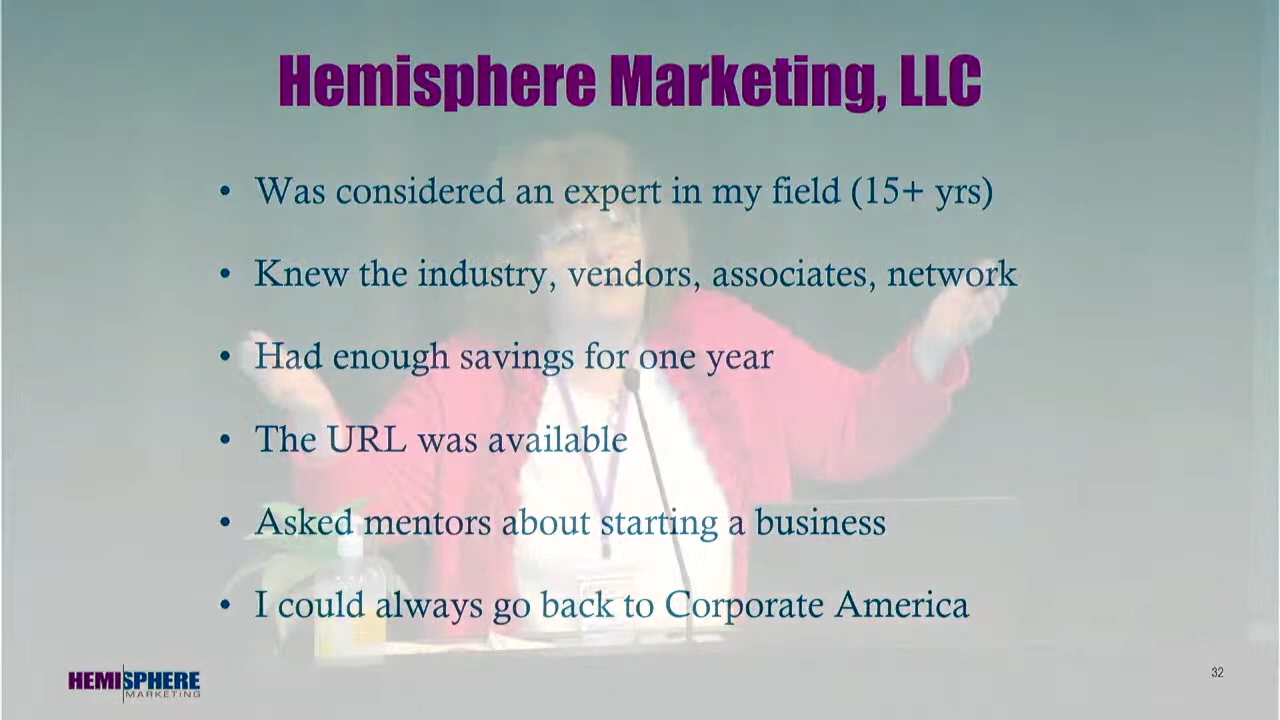 Hemisphere Marketing, LLC
• Was considered an expert in my field (15+ yrs)
• Knew the industry, vendors, associates, network
• Had enough savings for one year
• The URL was available
• Asked mentors about starting a business
• I could always go back to Corporate America
HEMISPHERE
MARKETING
32